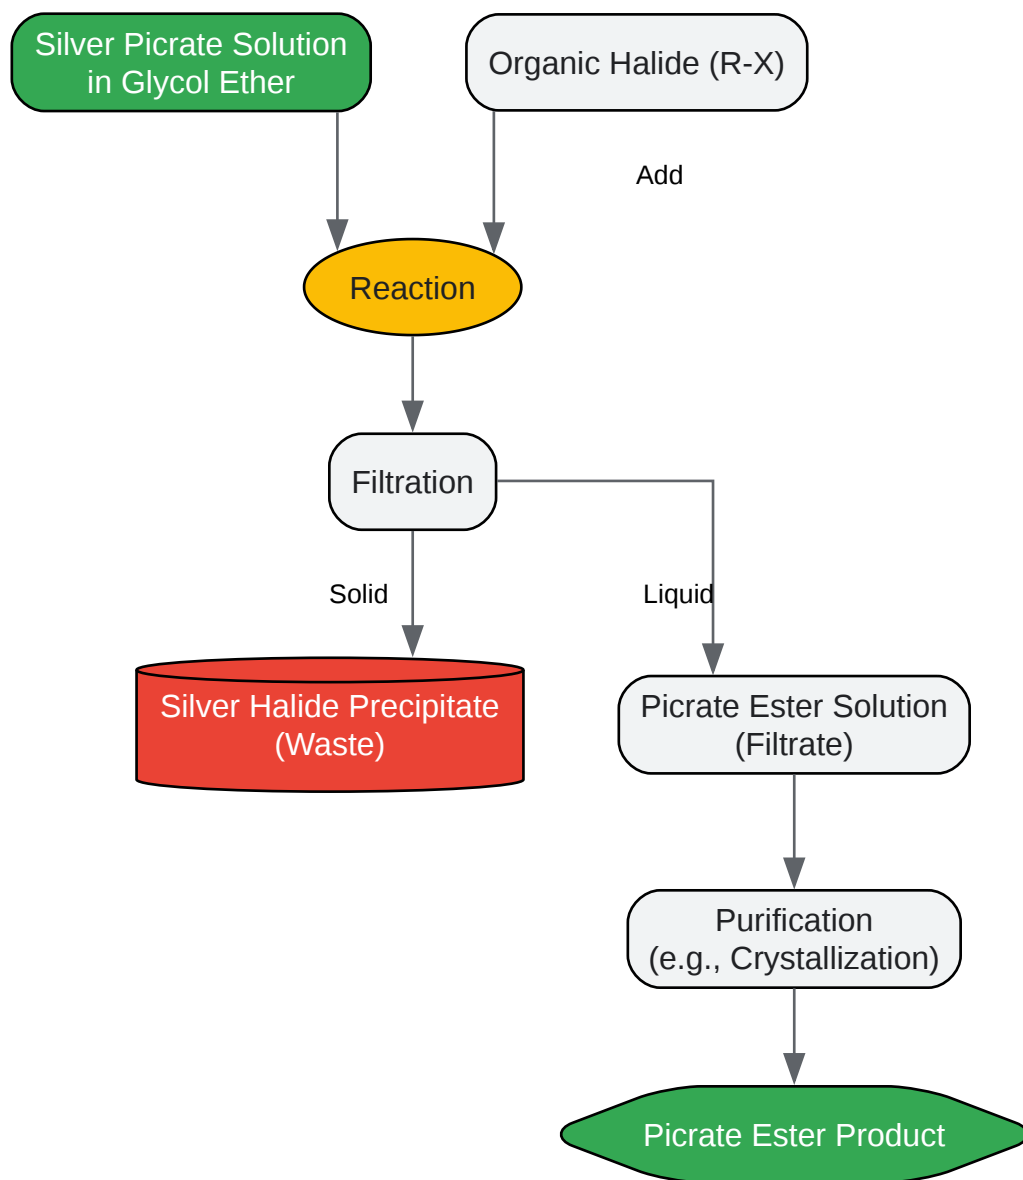 Silver Picrate Solution
in Glycol Ether
Organic Halide (R-X)
Add
Reaction
Filtration
Solid
Liquid
Silver Halide Precipitate
(Waste)
Picrate Ester Solution
(Filtrate)
Purification
(e.g., Crystallization)
Picrate Ester Product